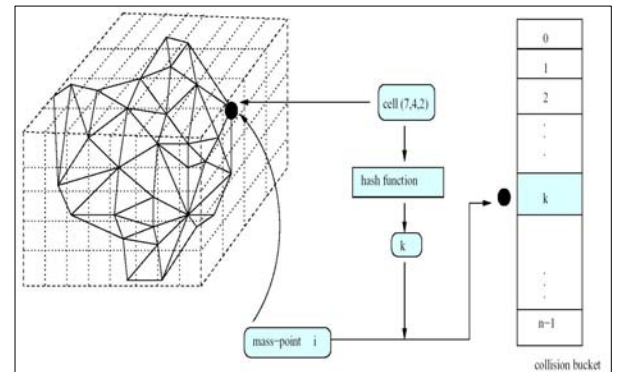 0
1
cell (7,4,2)
2
.
.
.
hash function
k
k
.
.
.
mass-point i
n-1
collision bucket